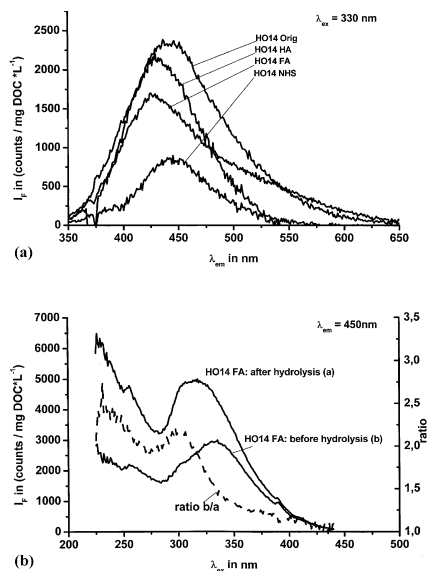 λex = 330 nm
HO14 Orig
HO14 HA
HO14 FA
HO14 NHS
IF in (counts / mg DOC *L-1)
2500
2000
1500
1000
500
0
350 400 450 500 550 600 650
λem in nm
(a)
λem = 450nm
IF in (counts / mg DOC*L-1)
7000
6000
5000
4000
3000
2000
1000
0
3,5
3,0
2,5
2,0
1,5
1,0
ratio
HO14 FA: after hydrolysis (a)
HO14 FA: before hydrolysis (b)
ratio b/a
200 250 300 350 400 450 500
λex in nm
(b)